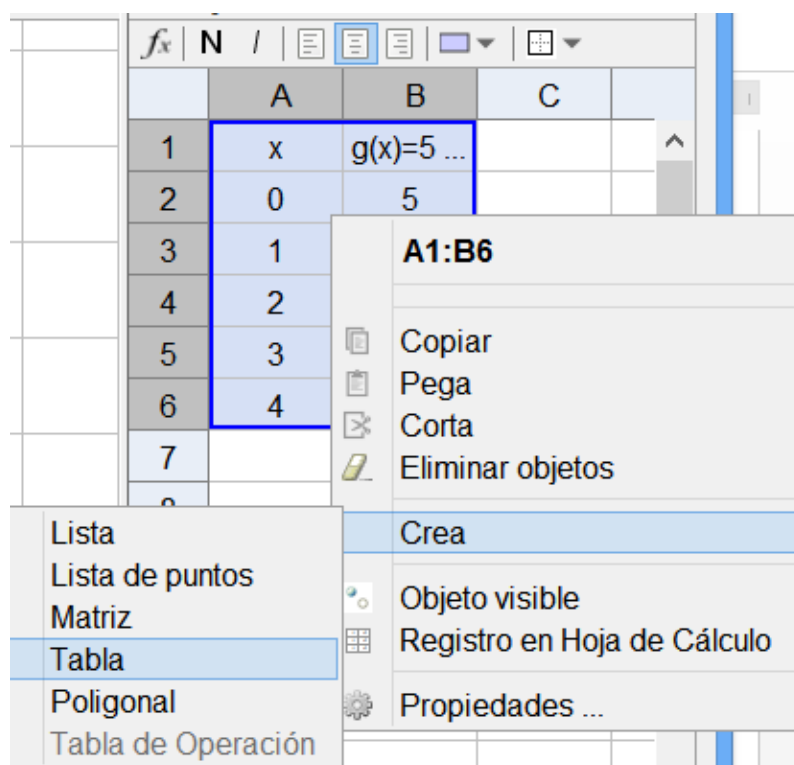 fx N I
A B C
1 x g(x)=5 ...
2 0 5
3 1
4 2
5 3
6 4
7
A1:B6
Copiar
Pega
Corta
Eliminar objetos
Crea
Objeto visible
Registro en Hoja de Cálculo
Propiedades ...
Lista
Lista de puntos
Matriz
Tabla
Poligonal
Tabla de Operación